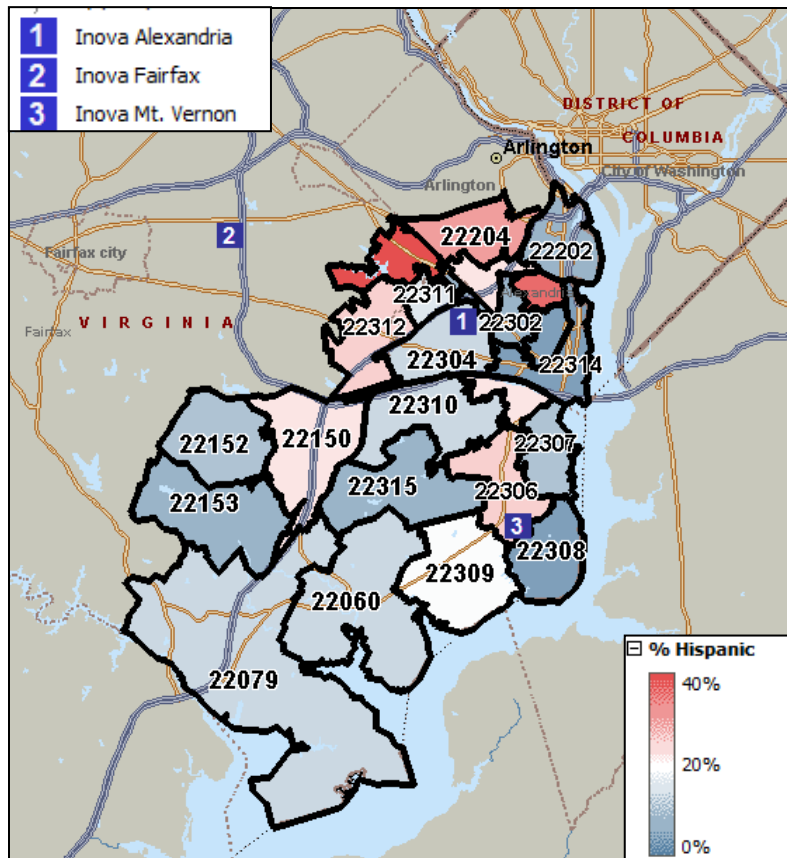 1 Inova Alexandria
2 Inova Fairfax
3 Inova Mt. Vernon
DISTRICT OF
COLUMBIA
Arlington
City of Washington
Arlington
2
22204
22202
Fairfax city
22311
Alexandria
Fairfax
VIRGINIA
22312
1
22302
22304
22314
22310
22152
22150
22307
22153
22315
22306
3
22308
22309
22060
22079
% Hispanic
40%
20%
0%